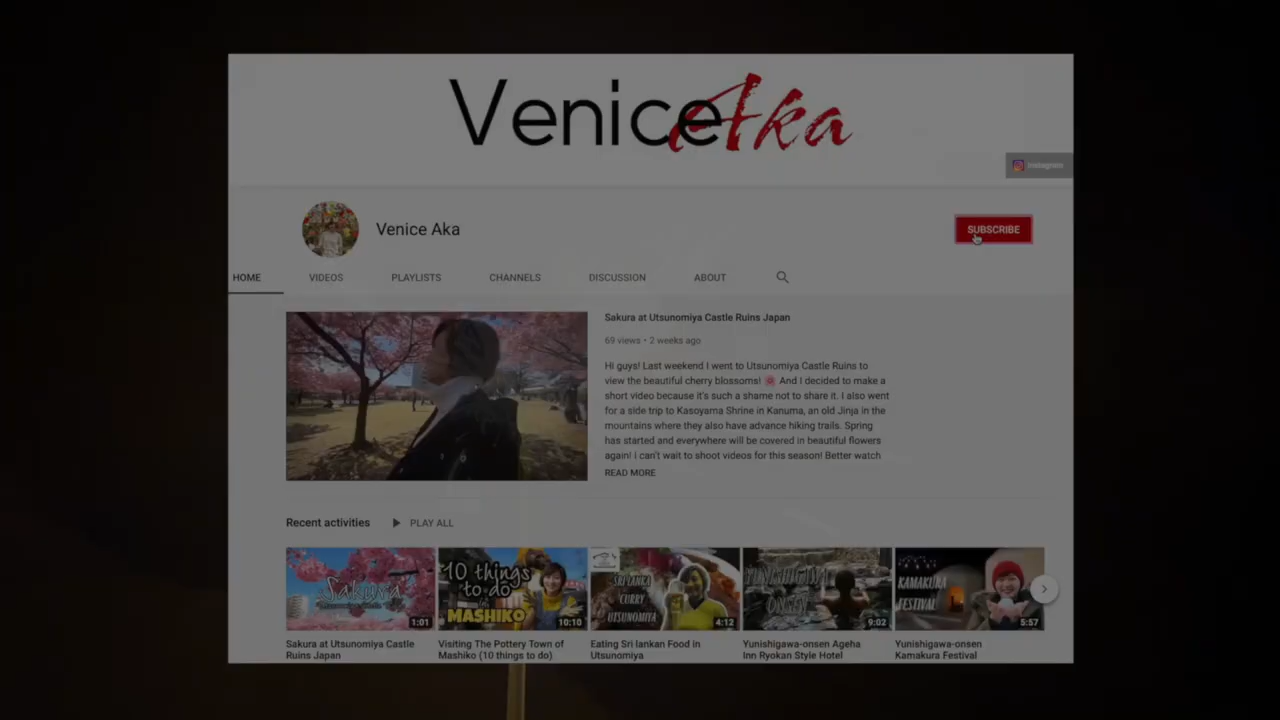 Venice Aka
Instagram
Venice Aka
SUBSCRIBE
HOME VIDEOS PLAYLISTS CHANNELS DISCUSSION ABOUT
Sakura at Utsunomiya Castle Ruins Japan
69 views • 2 weeks ago
Hi guys! Last weekend I went to Utsunomiya Castle Ruins to
view the beautiful cherry blossoms! 🌸 And I decided to make a
short video because it's such a shame not to share it. I also went
for a side trip to Kasoyama Shrine in Kanuma, an old Jinja in the
mountains where they also have advance hiking trails. Spring
has started and everywhere will be covered in beautiful flowers
again! i can't wait to shoot videos for this season! Better watch
READ MORE
Recent activities PLAY ALL
Sakura
1:01
10 things
to do
MASHIKO
10:10
SRI LANKA
CURRY
UTSUNOMIYA
4:12
YUNISHIGAWA
ONSEN
9:02
KAMAKURA
FESTIVAL
5:57
Sakura at Utsunomiya Castle
Ruins Japan
Visiting The Pottery Town of
Mashiko (10 things to do)
Eating Sri lankan Food in
Utsunomiya
Yunishigawa-onsen Ageha
Inn Ryokan Style Hotel
Yunishigawa-onsen
Kamakura Festival